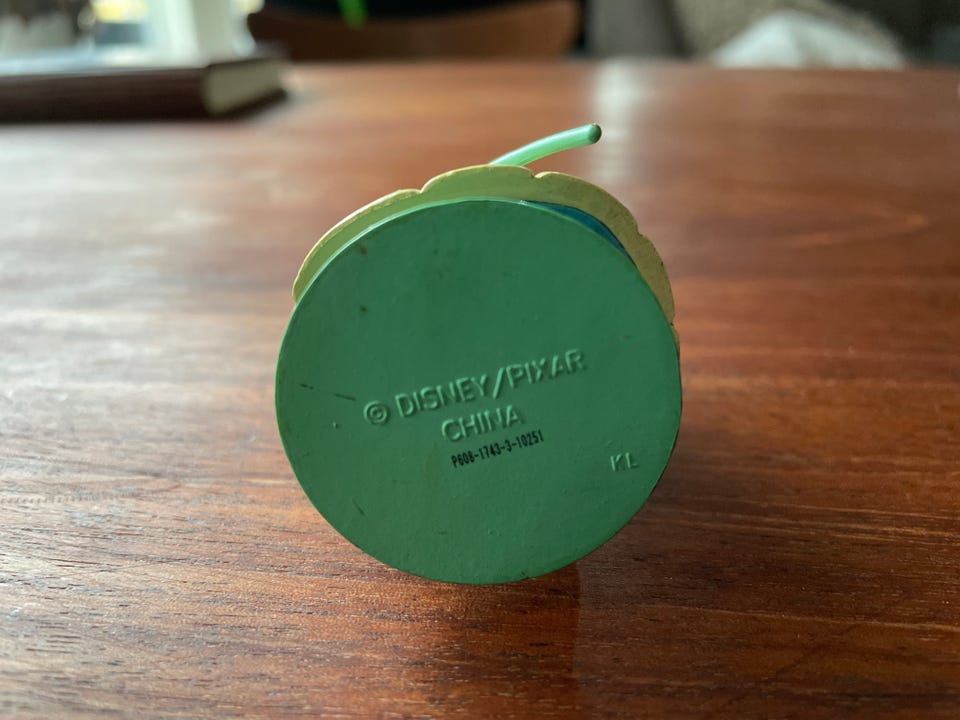 © DISNEY/PIXAR
CHINA
P608-1743-3-10251
KL